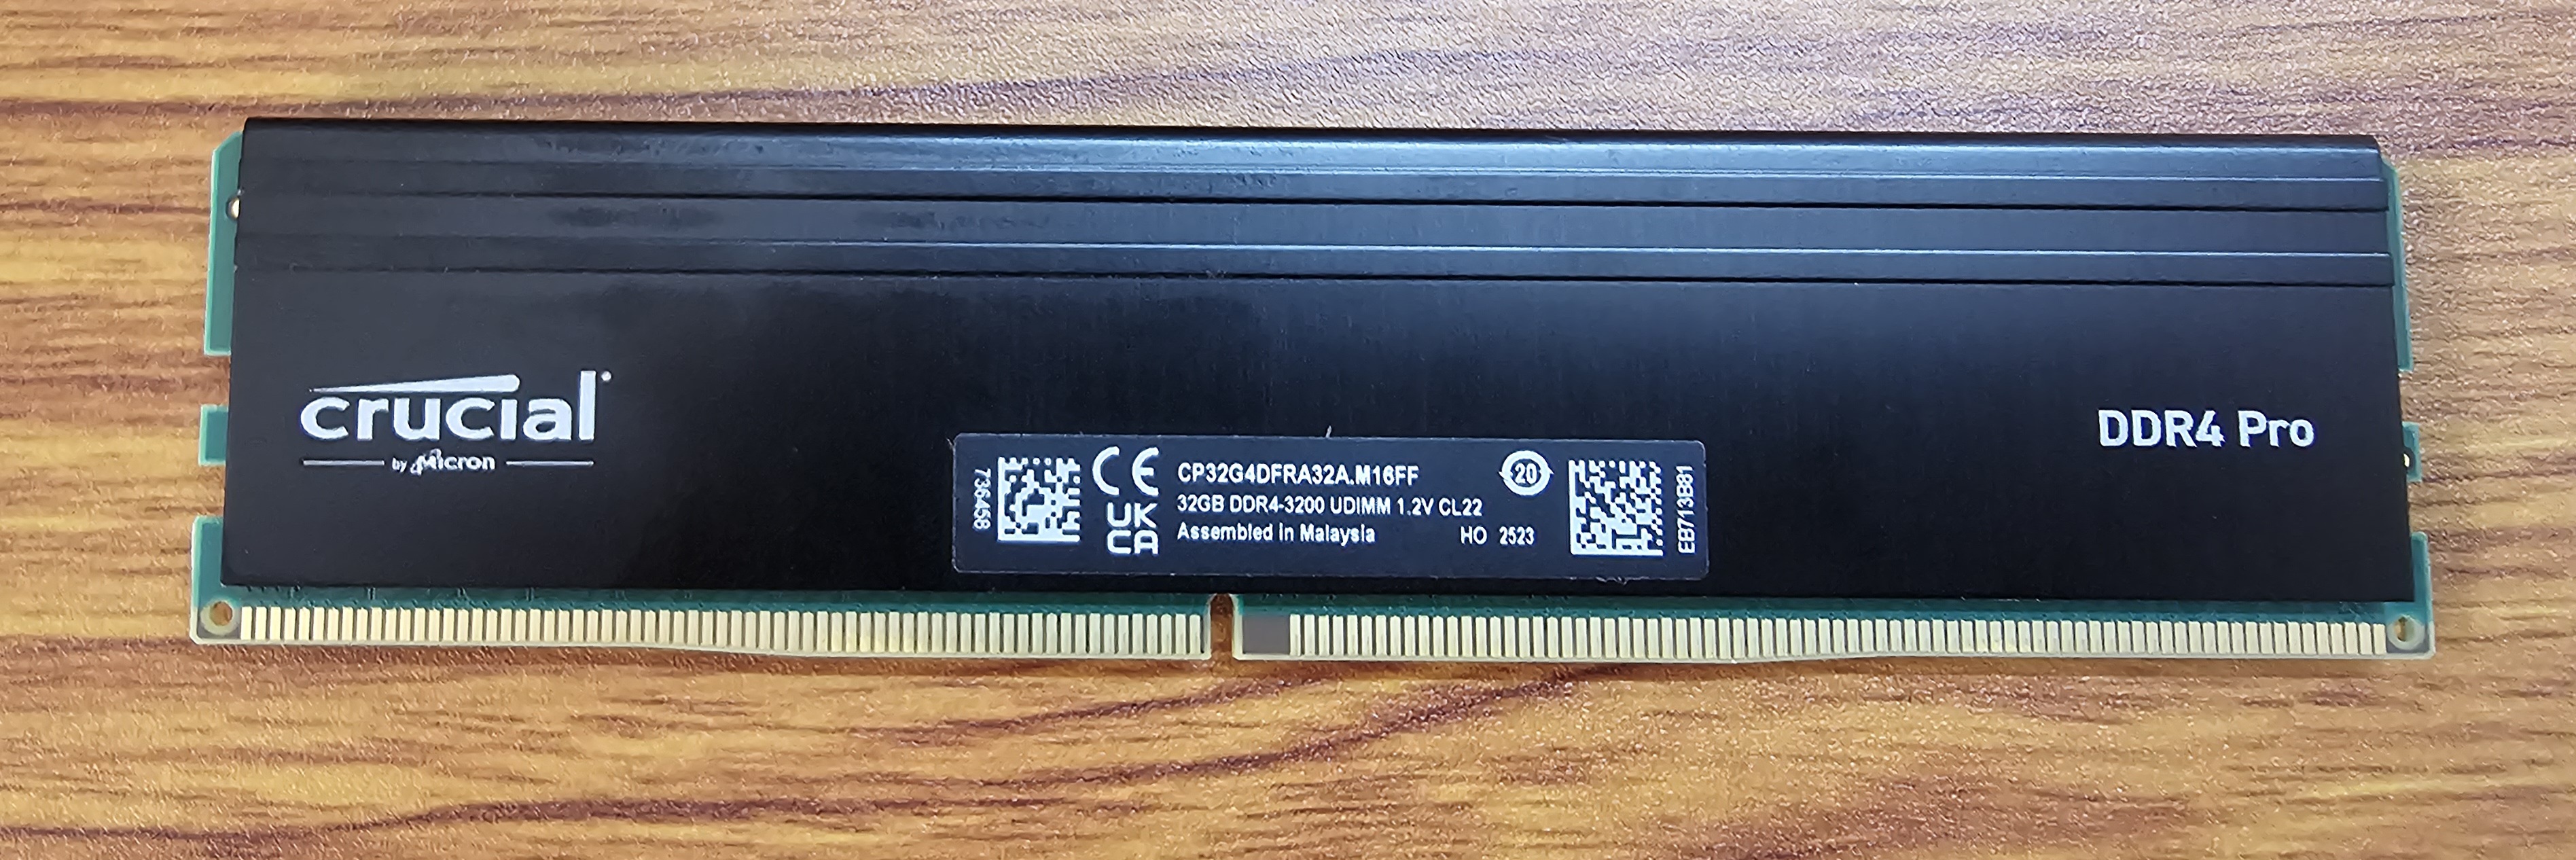 crucial
by Micron
DDR4 Pro
7364458
CE
UK
CA
CP32G4DFRA32A.M16FF
32GB DDR4-3200 UDIMM 1.2V CL22
Assembled in Malaysia HO 2523
20
EB713B81